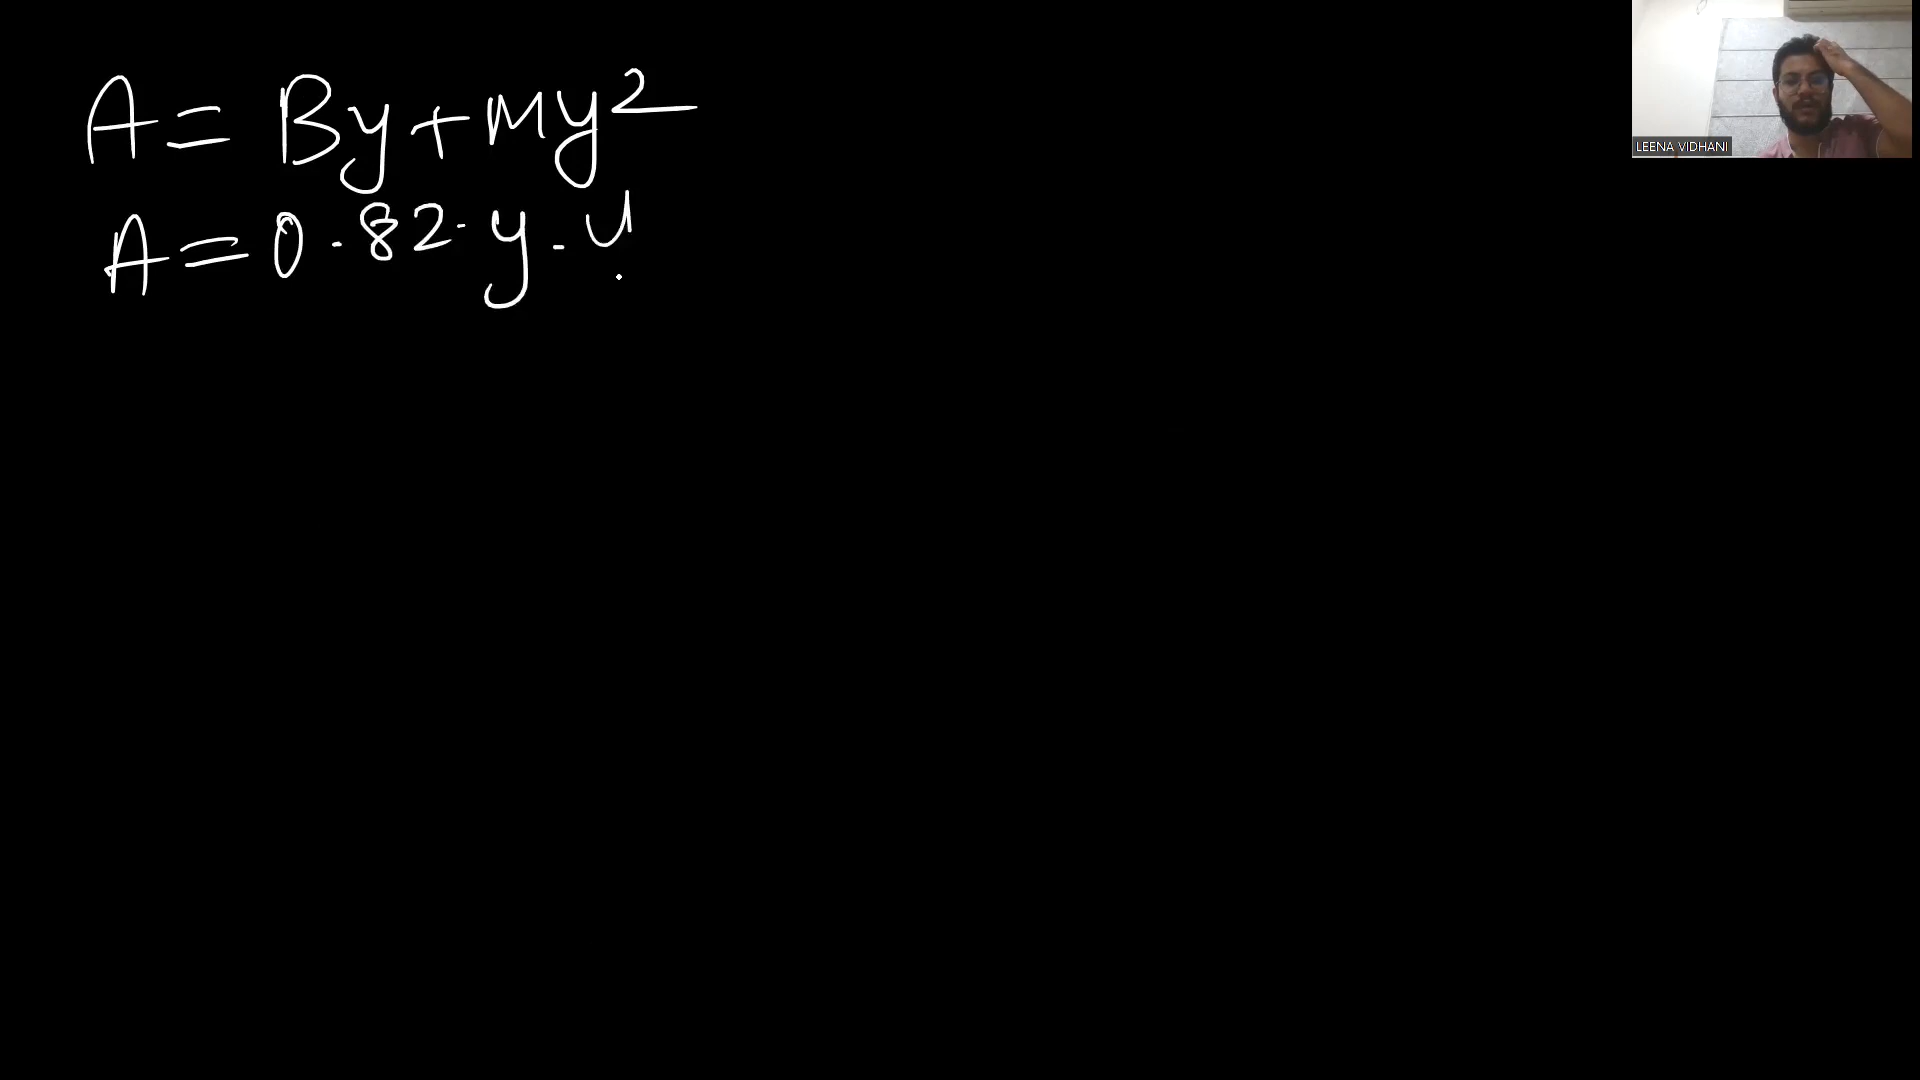 A = By + My2
A = 0.82. y.y
LEENA VIDHANI